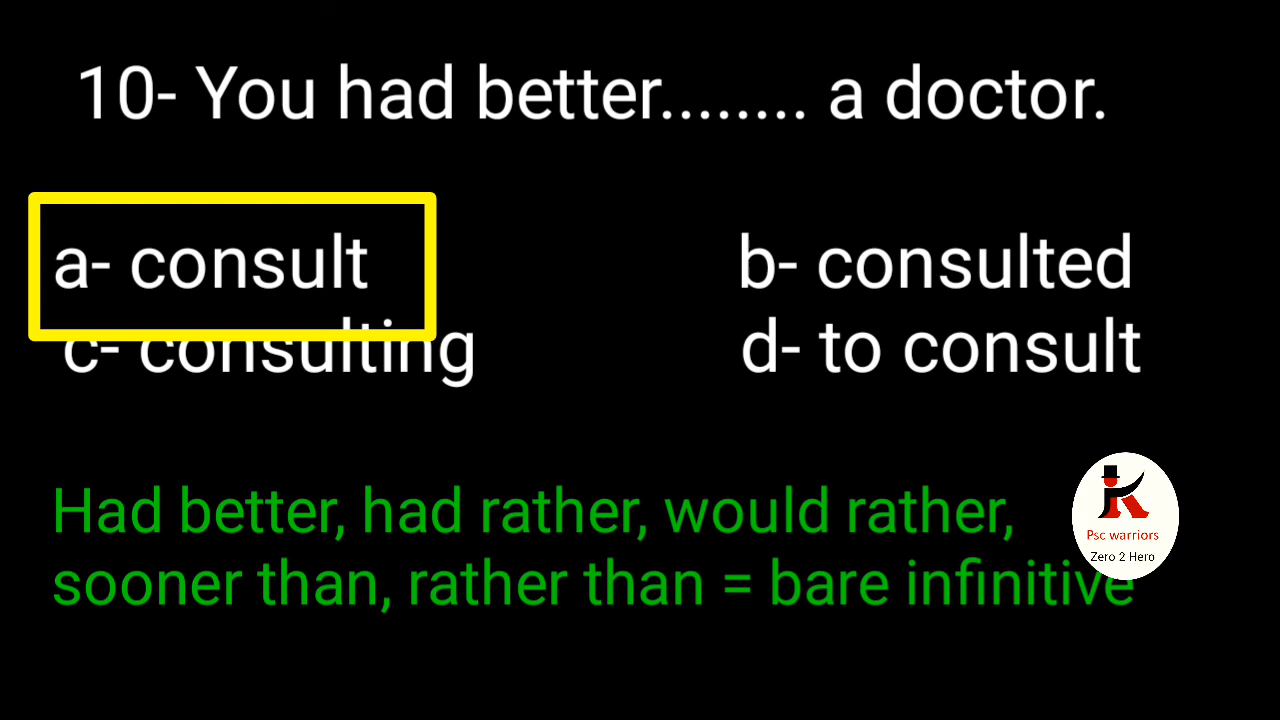 10- You had better........ a doctor.
a- consult
b- consulted
c- consulting
d- to consult
Had better, had rather, would rather,
sooner than, rather than = bare infinitive
Psc warriors
Zero 2 Hero